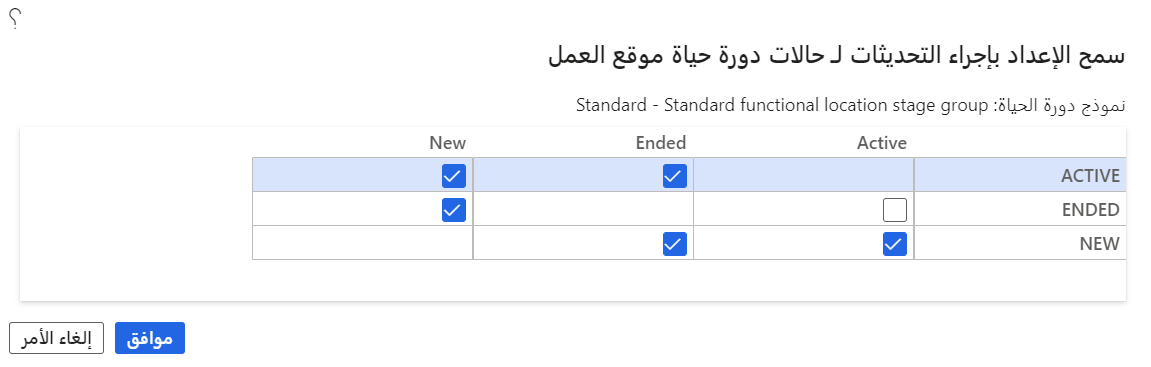 ؟
سمح الإعداد بإجراء التحديثات لـ حالات دورة حياة موقع العمل
نموذج دورة الحياة: Standard - Standard functional location stage group
Active Ended New
ACTIVE
ENDED
NEW
موافق إلغاء الأمر